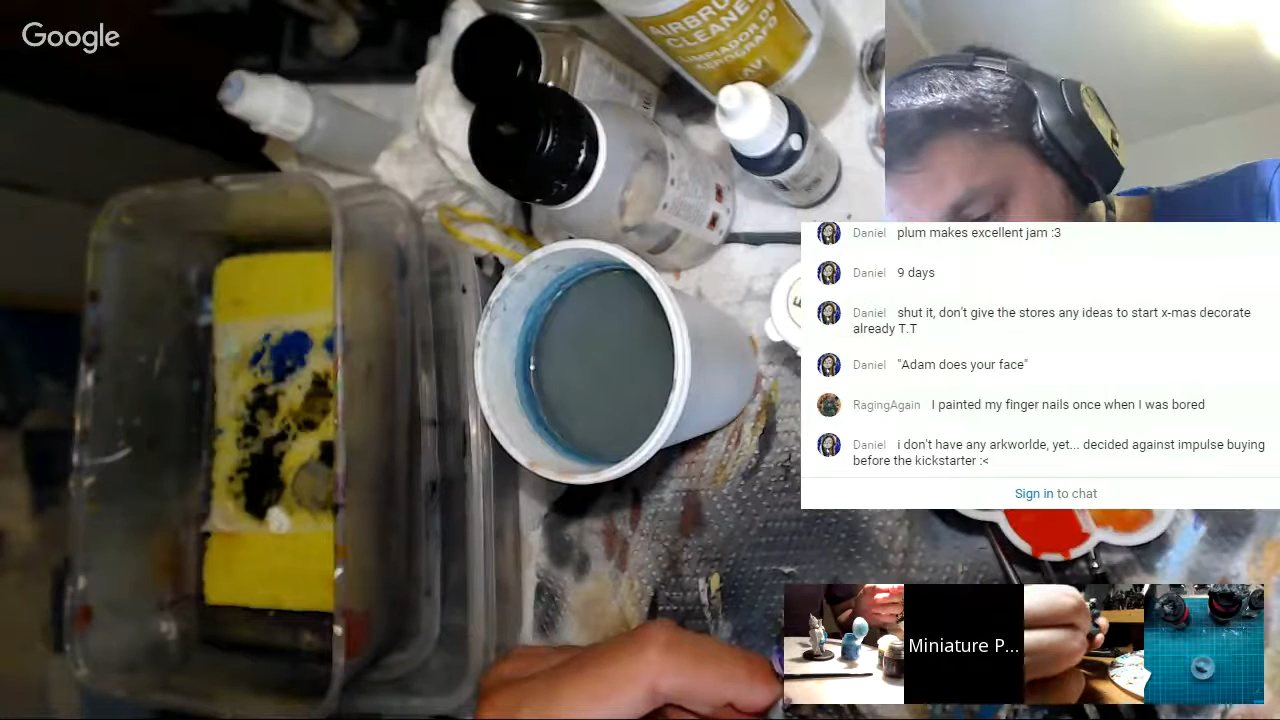 Google
AIRBRUSH
CLEANER
LIMPIADOR DE
AEROGRAFO
Daniel plum makes excellent jam :3
Daniel 9 days
Daniel shut it, don't give the stores any ideas to start x-mas decorate
already T.T
Daniel "Adam does your face"
RagingAgain I painted my finger nails once when I was bored
Daniel i don't have any arkworlde, yet... decided against impulse buying
before the kickstarter :<
Sign in to chat
Miniature P...